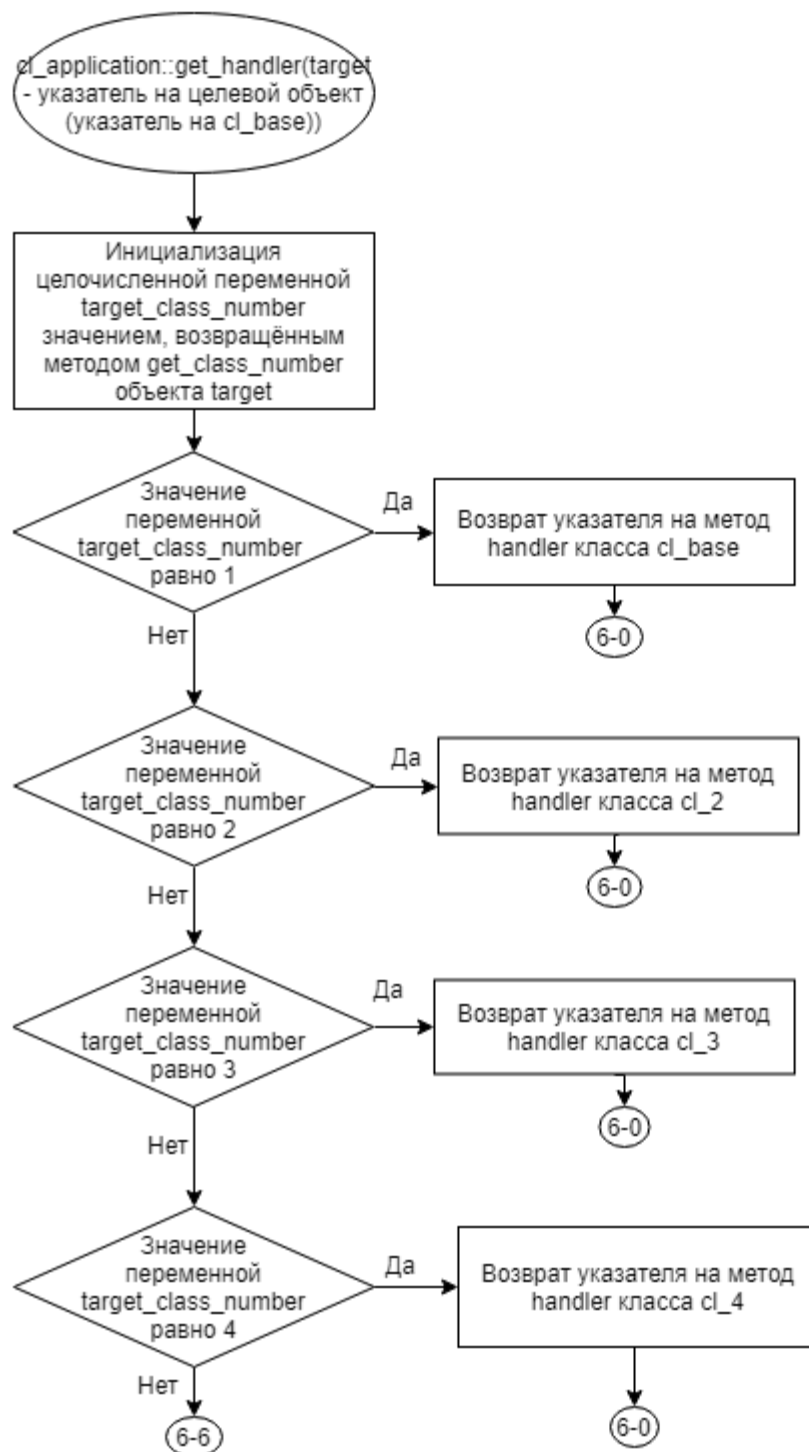 cl_application::get_handler(target
- указатель на целевой объект
(указатель на cl_base))
Инициализация
целочисленной переменной
target_class_number
значением, возвращённым
методом get_class_number
объекта target
Значение
переменной
target_class_number
равно 1
Да
Возврат указателя на метод
handler класса cl_base
6-0
Нет
Значение
переменной
target_class_number
равно 2
Да
Возврат указателя на метод
handler класса cl_2
6-0
Нет
Значение
переменной
target_class_number
равно 3
Да
Возврат указателя на метод
handler класса cl_3
6-0
Нет
Значение
переменной
target_class_number
равно 4
Да
Возврат указателя на метод
handler класса cl_4
6-0
Нет
6-6